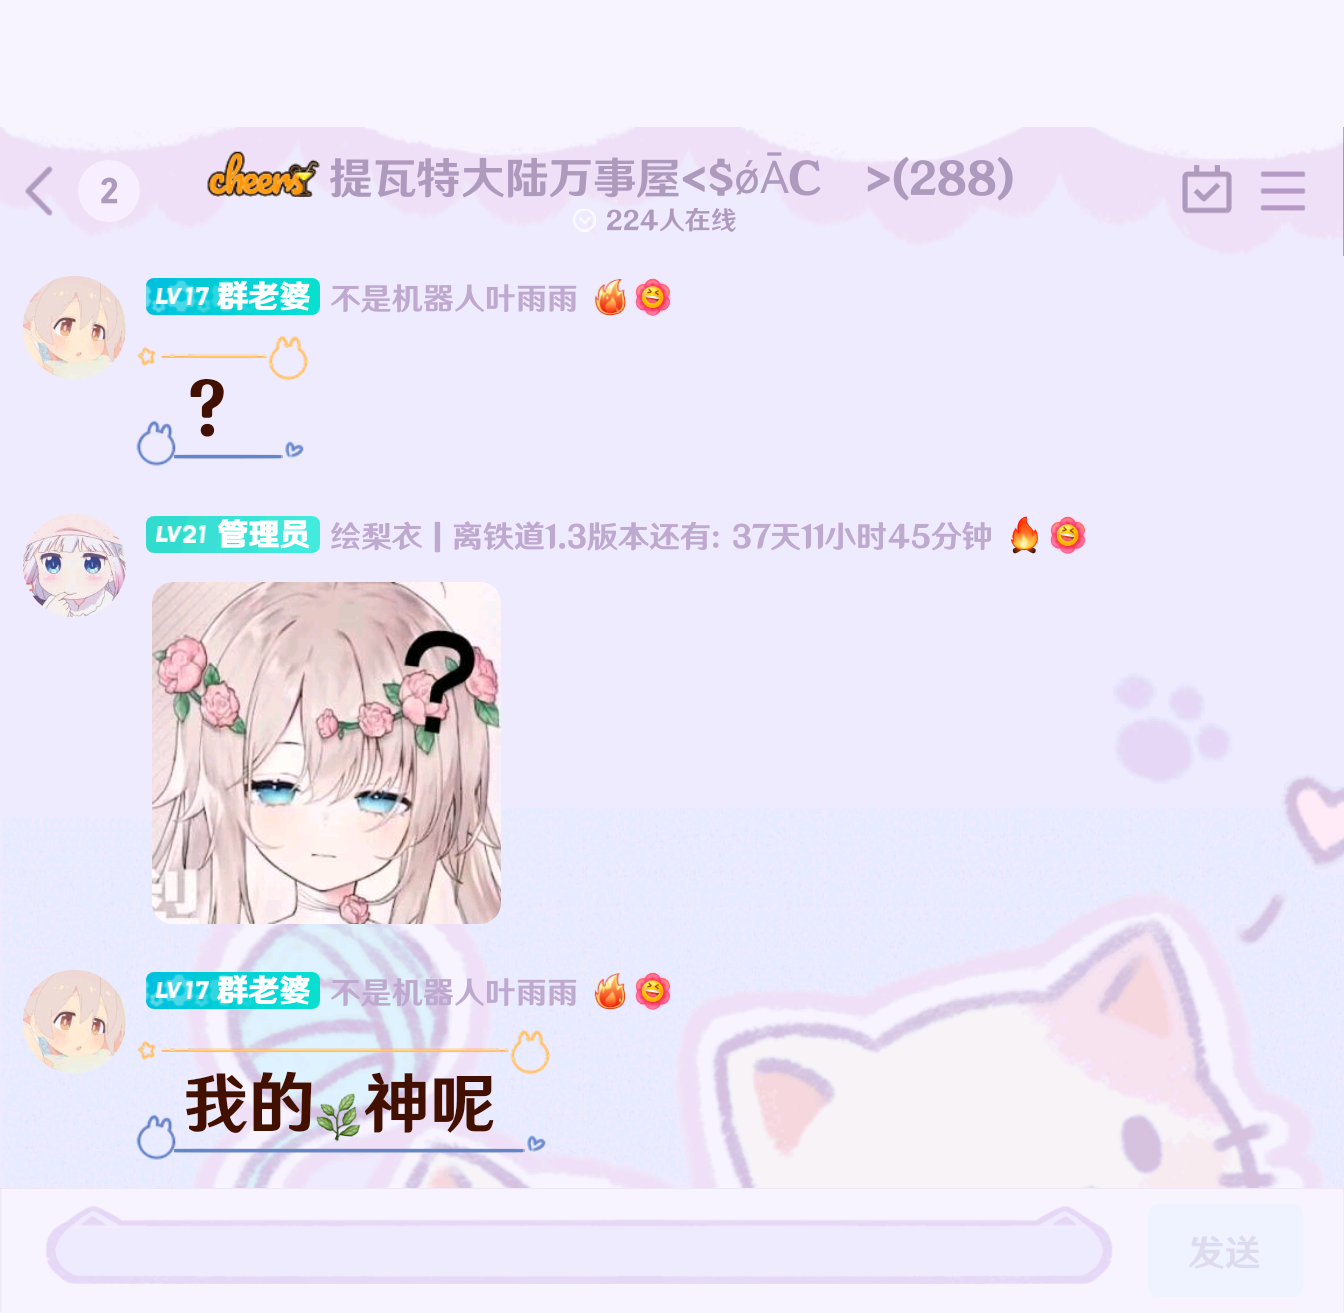 2
cheers 提瓦特大陆万事屋<$ǿĀC >(288)
224人在线
LV17 群老婆 不是机器人叶雨雨
?
LV21 管理员 绘梨衣 | 离铁道1.3版本还有: 37天11小时45分钟
?
LV17 群老婆 不是机器人叶雨雨
我的🌿神呢
发送